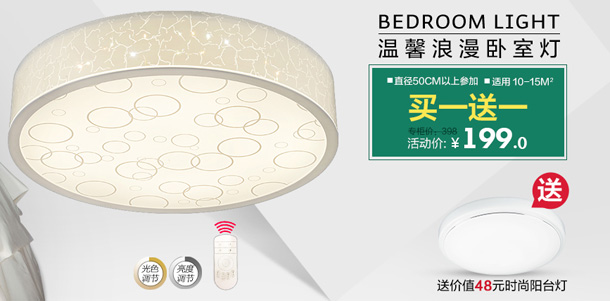 BEDROOM LIGHT
温馨浪漫卧室灯
■直径50CM以上参加 ■适用10-15M²
买一送一
专柜价：398
活动价:￥199.0
送
光色调节
亮度调节
送价值48元时尚阳台灯